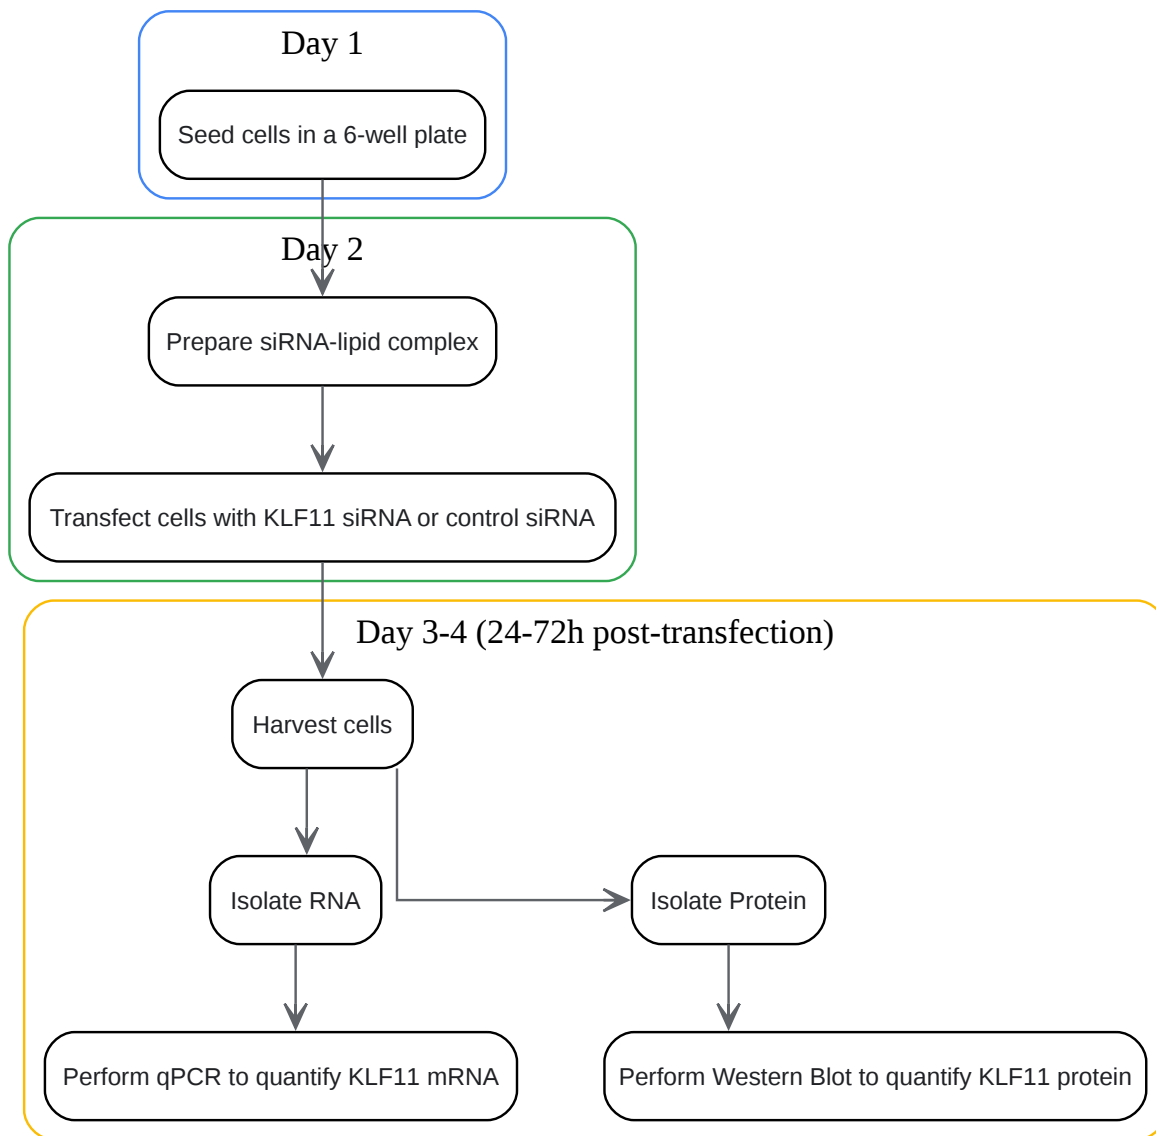 Day 1
Seed cells in a 6-well plate
Day 2
Prepare siRNA-lipid complex
Transfect cells with KLF11 siRNA or control siRNA
Day 3-4 (24-72h post-transfection)
Harvest cells
Isolate RNA
Isolate Protein
Perform qPCR to quantify KLF11 mRNA
Perform Western Blot to quantify KLF11 protein